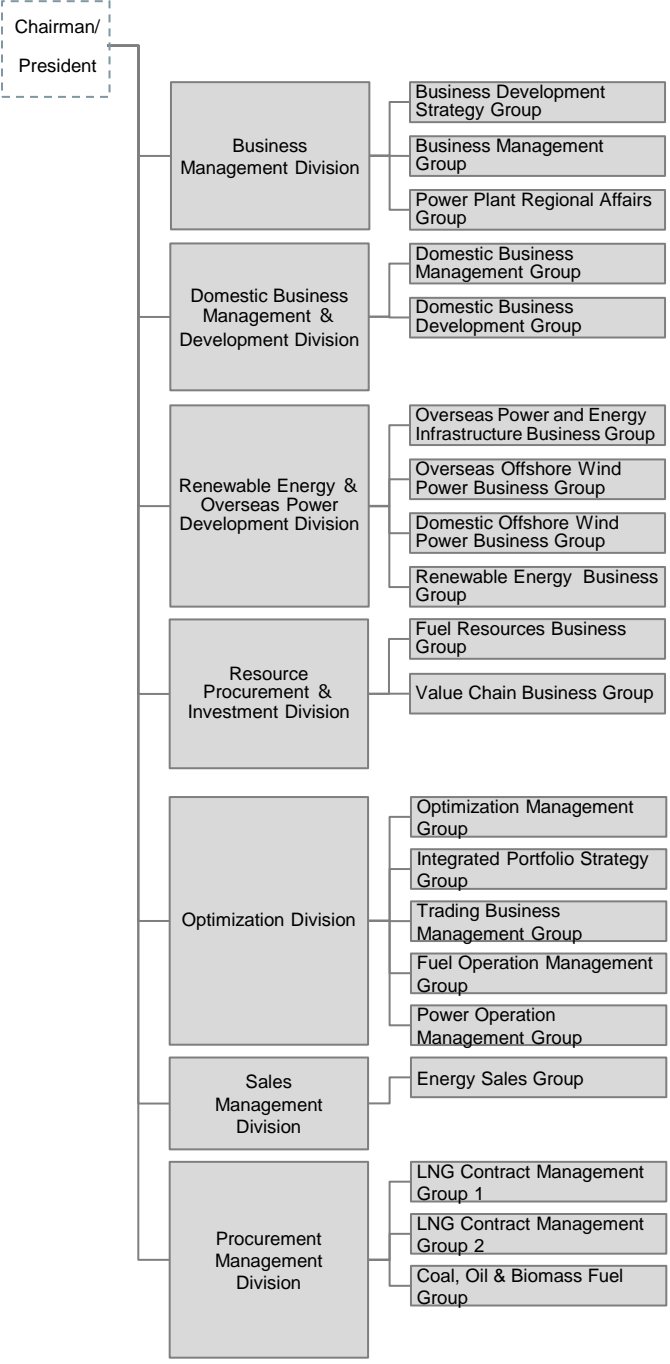 Chairman/
President
Business
Management Division
Business Development
Strategy Group
Business Management
Group
Power Plant Regional Affairs
Group
Domestic Business
Management &
Development Division
Domestic Business
Management Group
Domestic Business
Development Group
Renewable Energy &
Overseas Power
Development Division
Overseas Power and Energy
Infrastructure Business Group
Overseas Offshore Wind
Power Business Group
Domestic Offshore Wind
Power Business Group
Renewable Energy Business
Group
Resource
Procurement &
Investment Division
Fuel Resources Business
Group
Value Chain Business Group
Optimization Division
Optimization Management
Group
Integrated Portfolio Strategy
Group
Trading Business
Management Group
Fuel Operation Management
Group
Power Operation
Management Group
Sales
Management
Division
Energy Sales Group
Procurement
Management
Division
LNG Contract Management
Group 1
LNG Contract Management
Group 2
Coal, Oil & Biomass Fuel
Group